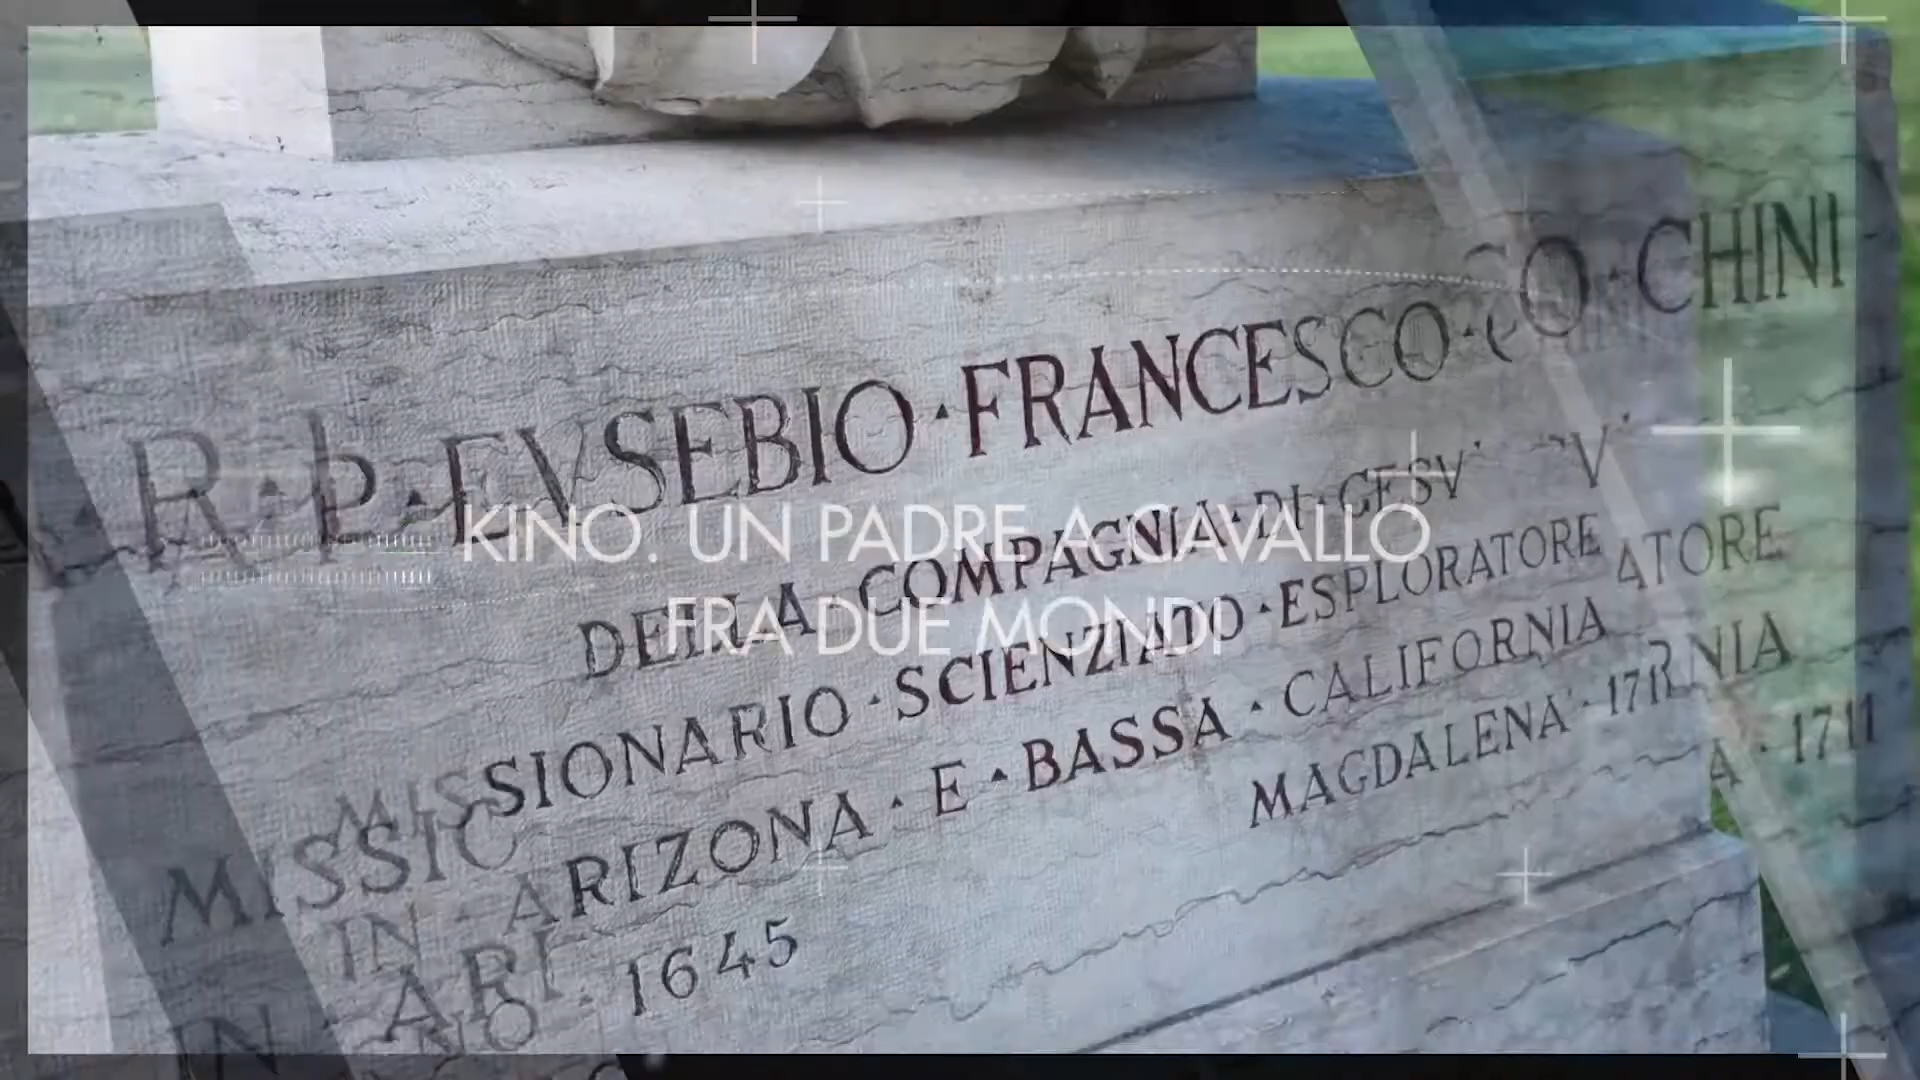 R · P · EVSEBIO · FRANCESCO · CHINI
DELLA COMPAGNIA · DI · GESV'
MISSIONARIO · SCIENZIATO · ESPLORATORE
IN · ARIZONA · E · BASSA · CALIFORNIA
NO · 1645 MAGDALENA · 1711
KINO. UN PADRE A CAVALLO
FRA DUE MONDI